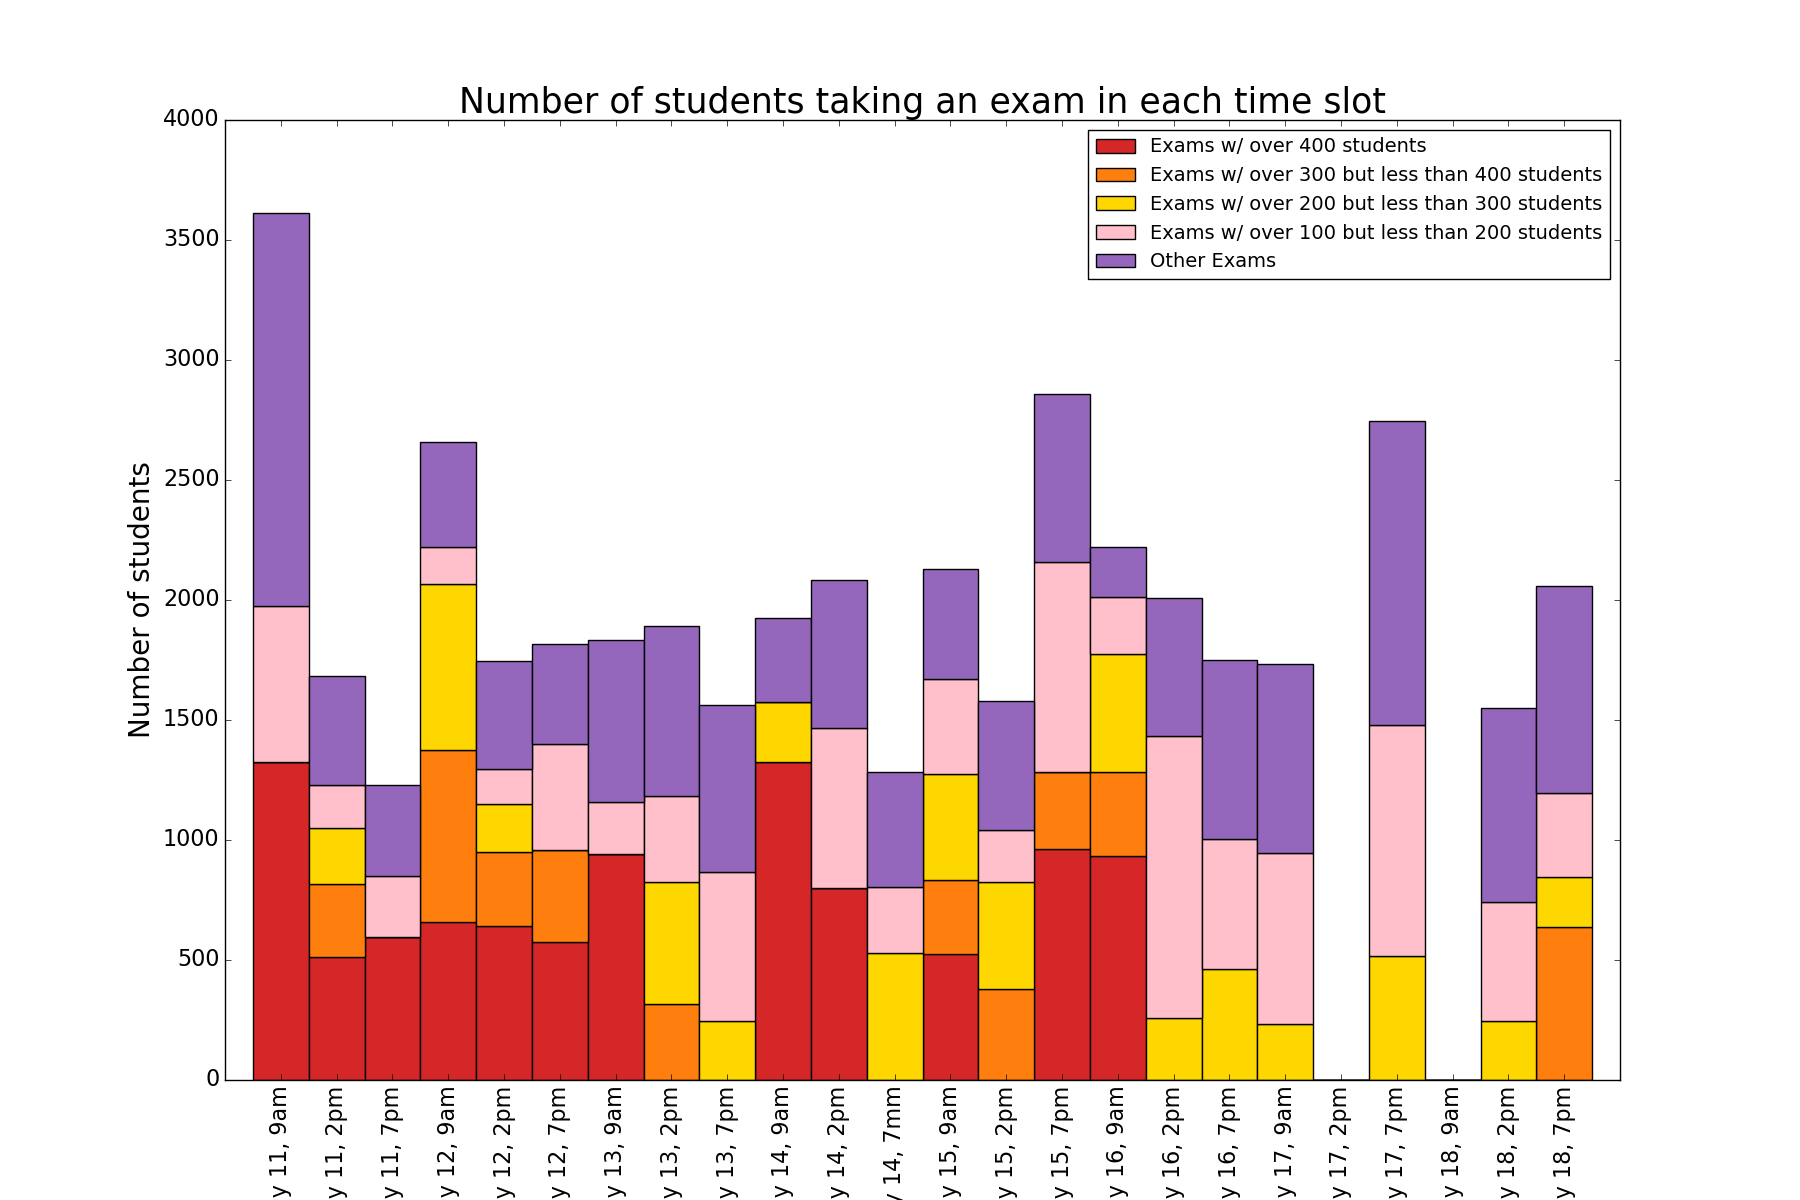 Number of students taking an exam in each time slot
4000
3500
3000
2500
2000
1500
1000
500
0
Number of students
Exams w/ over 400 students
Exams w/ over 300 but less than 400 students
Exams w/ over 200 but less than 300 students
Exams w/ over 100 but less than 200 students
Other Exams
y 11, 9am
y 11, 2pm
y 11, 7pm
y 12, 9am
y 12, 2pm
y 12, 7pm
y 13, 9am
y 13, 2pm
y 13, 7pm
y 14, 9am
y 14, 2pm
y 14, 7mm
y 15, 9am
y 15, 2pm
y 15, 7pm
y 16, 9am
y 16, 2pm
y 16, 7pm
y 17, 9am
y 17, 2pm
y 17, 7pm
y 18, 9am
y 18, 2pm
y 18, 7pm